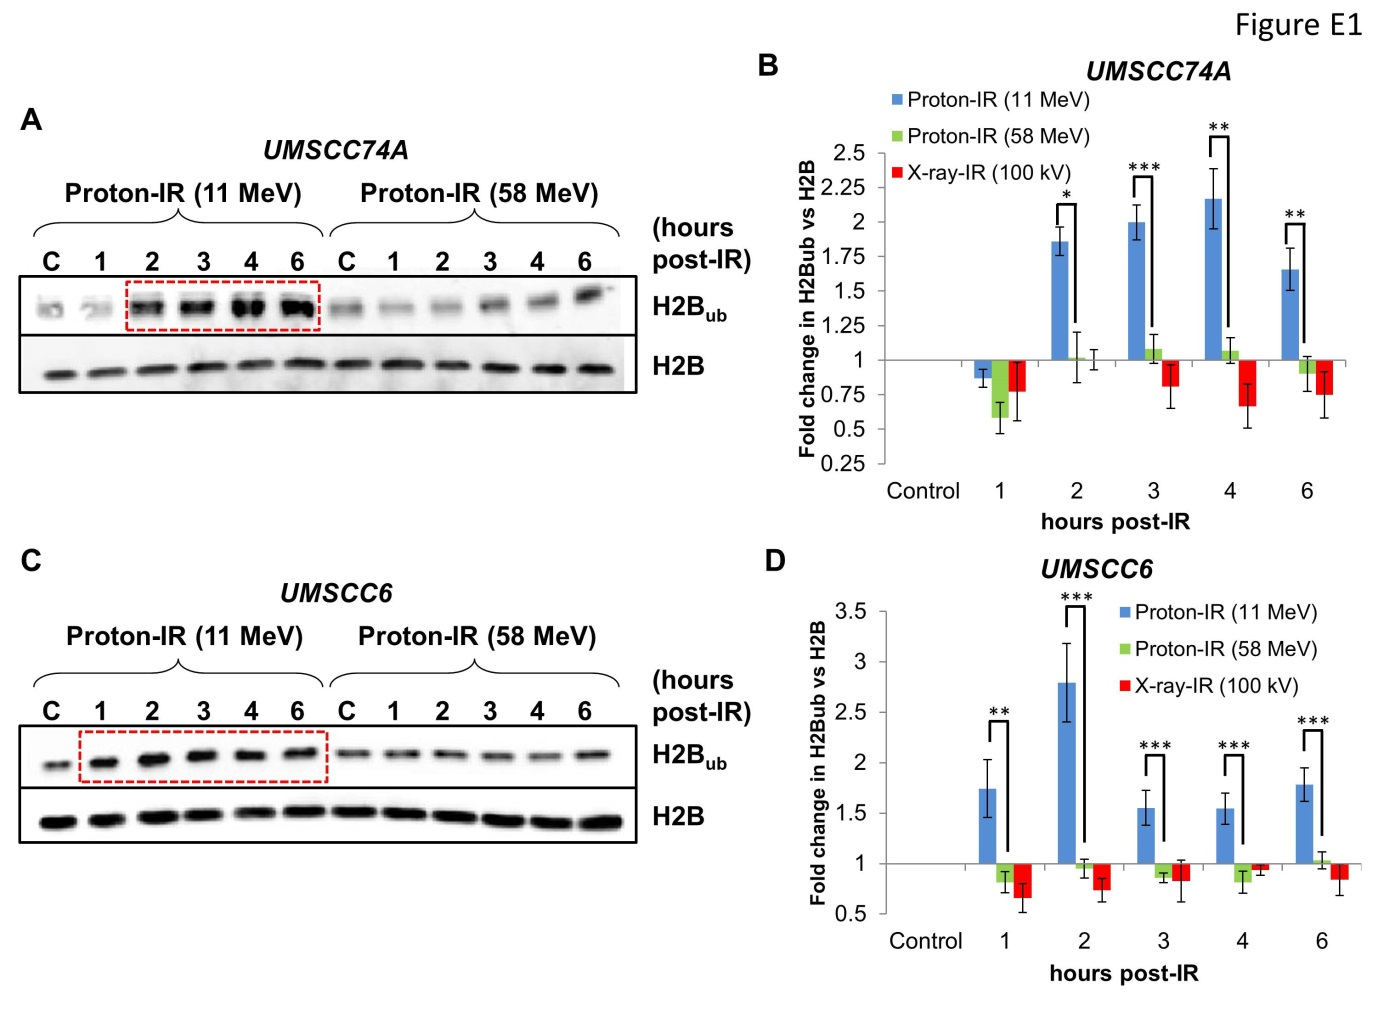 Figure E1
A
UMSCC74A
Proton-IR (11 MeV) Proton-IR (58 MeV)
(hours
post-IR)
C 1 2 3 4 6 C 1 2 3 4 6
H2Bub
H2B
B
UMSCC74A
Proton-IR (11 MeV)
Proton-IR (58 MeV)
X-ray-IR (100 kV)
Fold change in H2Bub vs H2B
2.5
2.25
2
1.75
1.5
1.25
1
0.75
0.5
0.25
*
***
**
**
Control 1 2 3 4 6
hours post-IR
C
UMSCC6
Proton-IR (11 MeV) Proton-IR (58 MeV)
(hours
post-IR)
C 1 2 3 4 6 C 1 2 3 4 6
H2Bub
H2B
D
UMSCC6
Proton-IR (11 MeV)
Proton-IR (58 MeV)
X-ray-IR (100 kV)
Fold change in H2Bub vs H2B
3.5
3
2.5
2
1.5
1
0.5
**
***
***
***
***
Control 1 2 3 4 6
hours post-IR